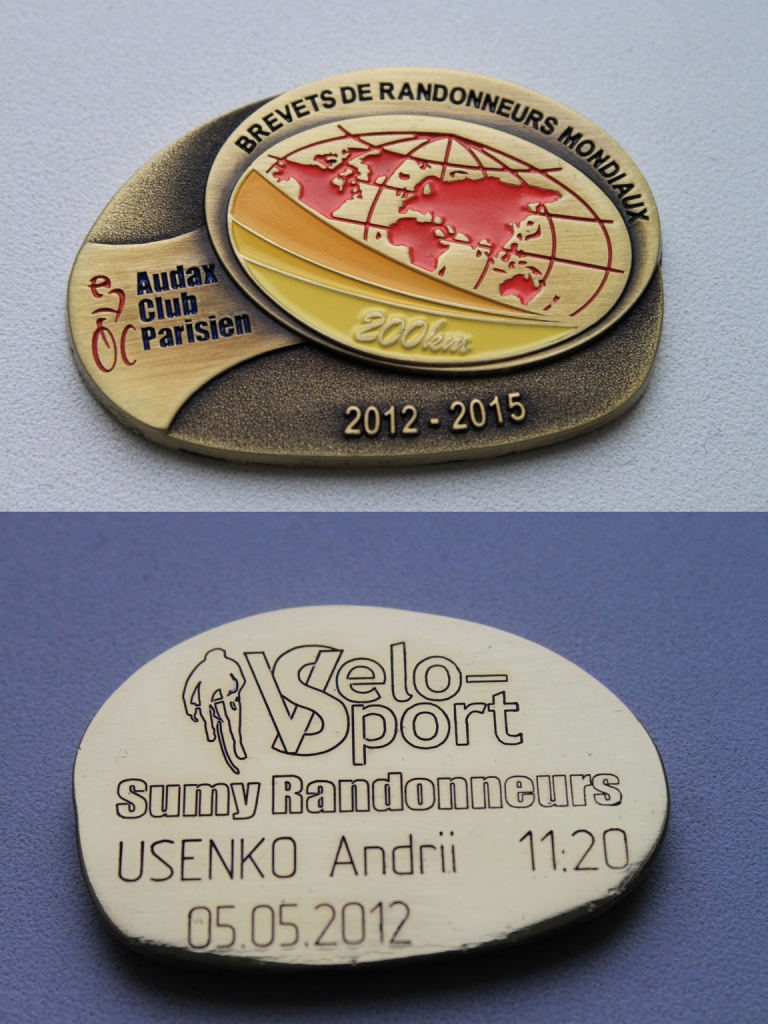 BREVETS DE RANDONNEURS MONDIAUX
Audax
Club
Parisien
200km
2012 - 2015
VS
Velo-
Sport
Sumy Randonneurs
USENKO Andrii 11:20
05.05.2012